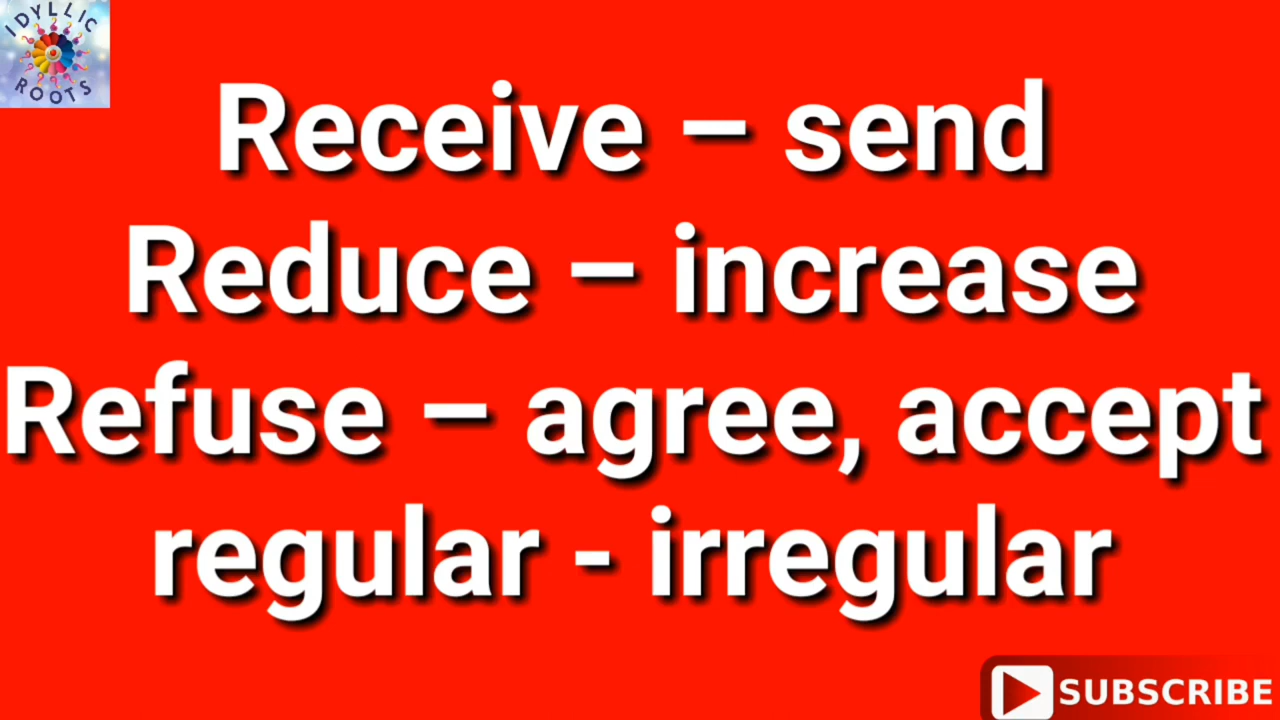 IDYLLIC
ROOTS
Receive – send
Reduce – increase
Refuse – agree, accept
regular - irregular
SUBSCRIBE